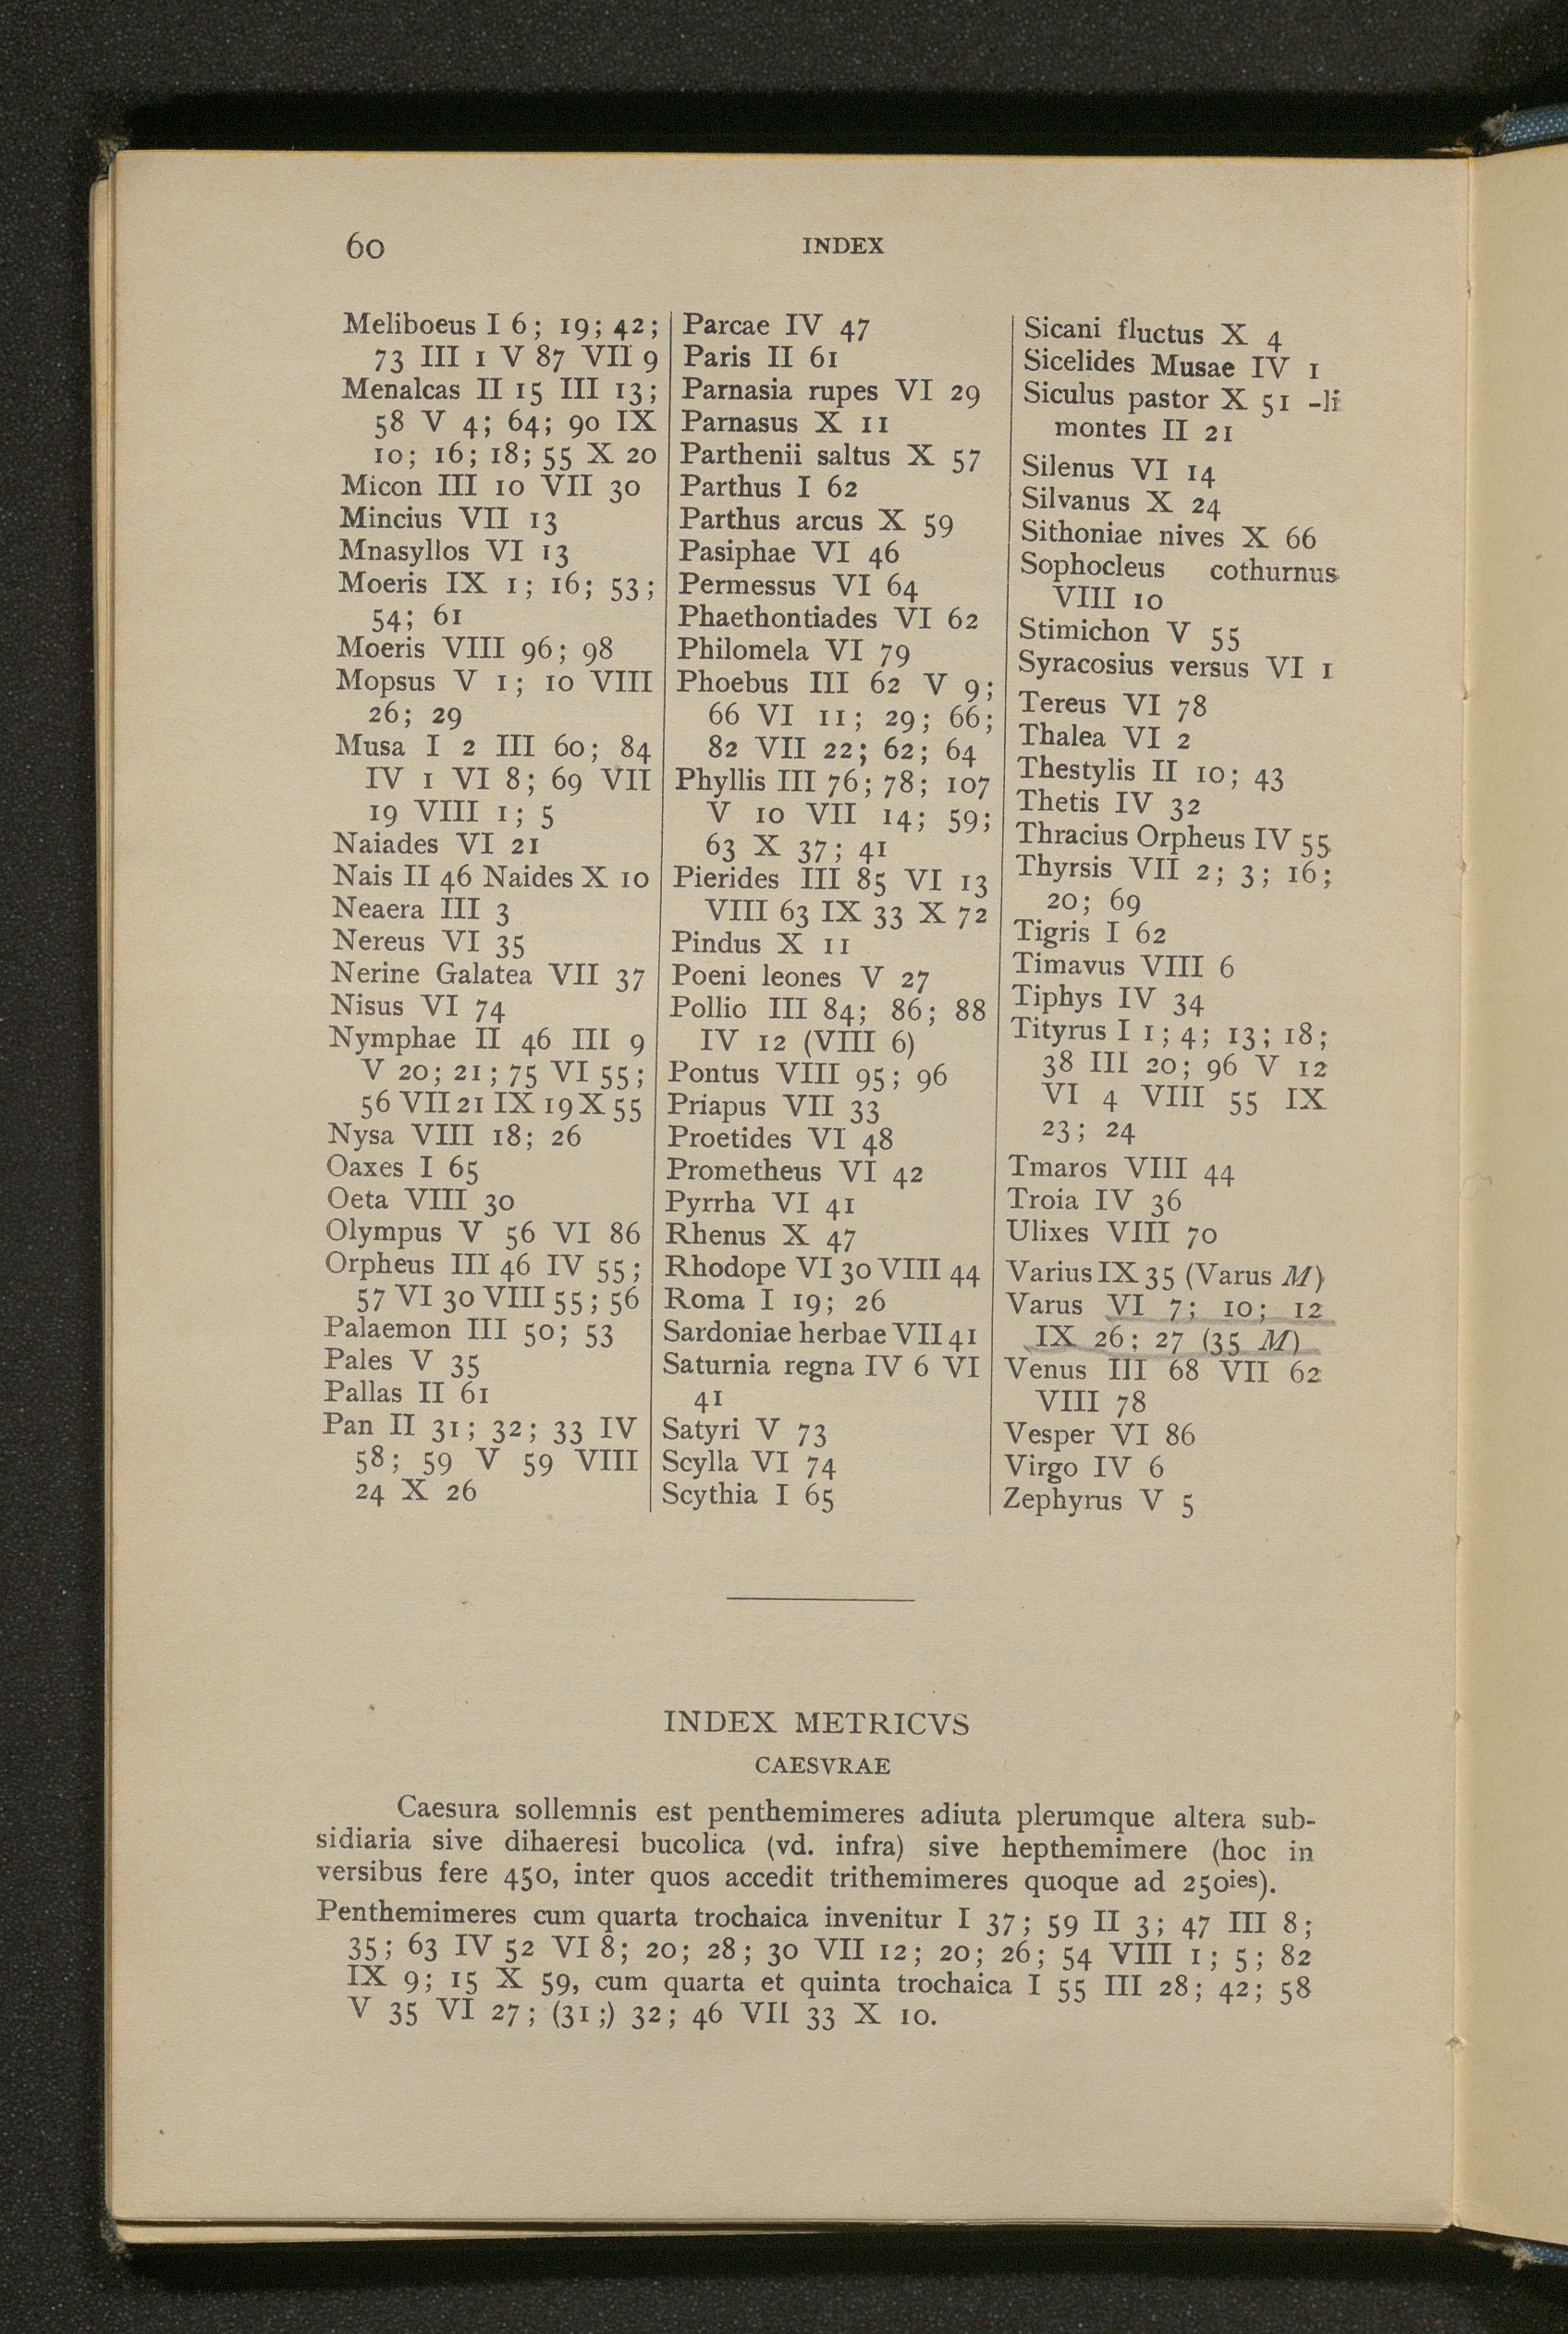 60
INDEX
Meliboeus I 6; 19; 42;
73 III 1 V 87 VII 9
Menalcas II 15 III 13;
58 V 4; 64; 90 IX
10; 16; 18; 55 X 20
Micon III 10 VII 30
Mincius VII 13
Mnasyllos VI 13
Moeris IX 1; 16; 53;
54; 61
Moeris VIII 96; 98
Mopsus V 1; 10 VIII
26; 29
Musa I 2 III 60; 84
IV 1 VI 8; 69 VII
19 VIII 1; 5
Naiades VI 21
Nais II 46 Naides X 10
Neaera III 3
Nereus VI 35
Nerine Galatea VII 37
Nisus VI 74
Nymphae II 46 III 9
V 20; 21; 75 VI 55;
56 VII 21 IX 19 X 55
Nysa VIII 18; 26
Oaxes I 65
Oeta VIII 30
Olympus V 56 VI 86
Orpheus III 46 IV 55;
57 VI 30 VIII 55; 56
Palaemon III 50; 53
Pales V 35
Pallas II 61
Pan II 31; 32; 33 IV
58; 59 V 59 VIII
24 X 26
Parcae IV 47
Paris II 61
Parnasia rupes VI 29
Parnasus X 11
Parthenii saltus X 57
Parthus I 62
Parthus arcus X 59
Pasiphae VI 46
Permessus VI 64
Phaethontiades VI 62
Philomela VI 79
Phoebus III 62 V 9;
66 VI 11; 29; 66;
82 VII 22; 62; 64
Phyllis III 76; 78; 107
V 10 VII 14; 59;
63 X 37; 41
Pierides III 85 VI 13
VIII 63 IX 33 X 72
Pindus X 11
Poeni leones V 27
Pollio III 84; 86; 88
IV 12 (VIII 6)
Pontus VIII 95; 96
Priapus VII 33
Proetides VI 48
Prometheus VI 42
Pyrrha VI 41
Rhenus X 47
Rhodope VI 30 VIII 44
Roma I 19; 26
Sardoniae herbae VII 41
Saturnia regna IV 6 VI
41
Satyri V 73
Scylla VI 74
Scythia I 65
Sicani fluctus X 4
Sicelides Musae IV 1
Siculus pastor X 51 -li
montes II 21
Silenus VI 14
Silvanus X 24
Sithoniae nives X 66
Sophocleus cothurnus
VIII 10
Stimichon V 55
Syracosius versus VI 1
Tereus VI 78
Thalea VI 2
Thestylis II 10; 43
Thetis IV 32
Thracius Orpheus IV 55
Thyrsis VII 2; 3; 16;
20; 69
Tigris I 62
Timavus VIII 6
Tiphys IV 34
Tityrus I 1; 4; 13; 18;
38 III 20; 96 V 12
VI 4 VIII 55 IX
23; 24
Tmaros VIII 44
Troia IV 36
Ulixes VIII 70
Varius IX 35 (Varus M)
Varus VI 7; 10; 12
IX 26; 27 (35 M)
Venus III 68 VII 62
VIII 78
Vesper VI 86
Virgo IV 6
Zephyrus V 5
INDEX METRICVS
CAESVRAE
Caesura sollemnis est penthemimeres adiuta plerumque altera sub-
sidiaria sive dihaeresi bucolica (vd. infra) sive hepthemimere (hoc in
versibus fere 450, inter quos accedit trithemimeres quoque ad 250ies).
Penthemimeres cum quarta trochaica invenitur I 37; 59 II 3; 47 III 8;
35; 63 IV 52 VI 8; 20; 28; 30 VII 12; 20; 26; 54 VIII 1; 5; 82
IX 9; 15 X 59, cum quarta et quinta trochaica I 55 III 28; 42; 58
V 35 VI 27; (31;) 32; 46 VII 33 X 10.